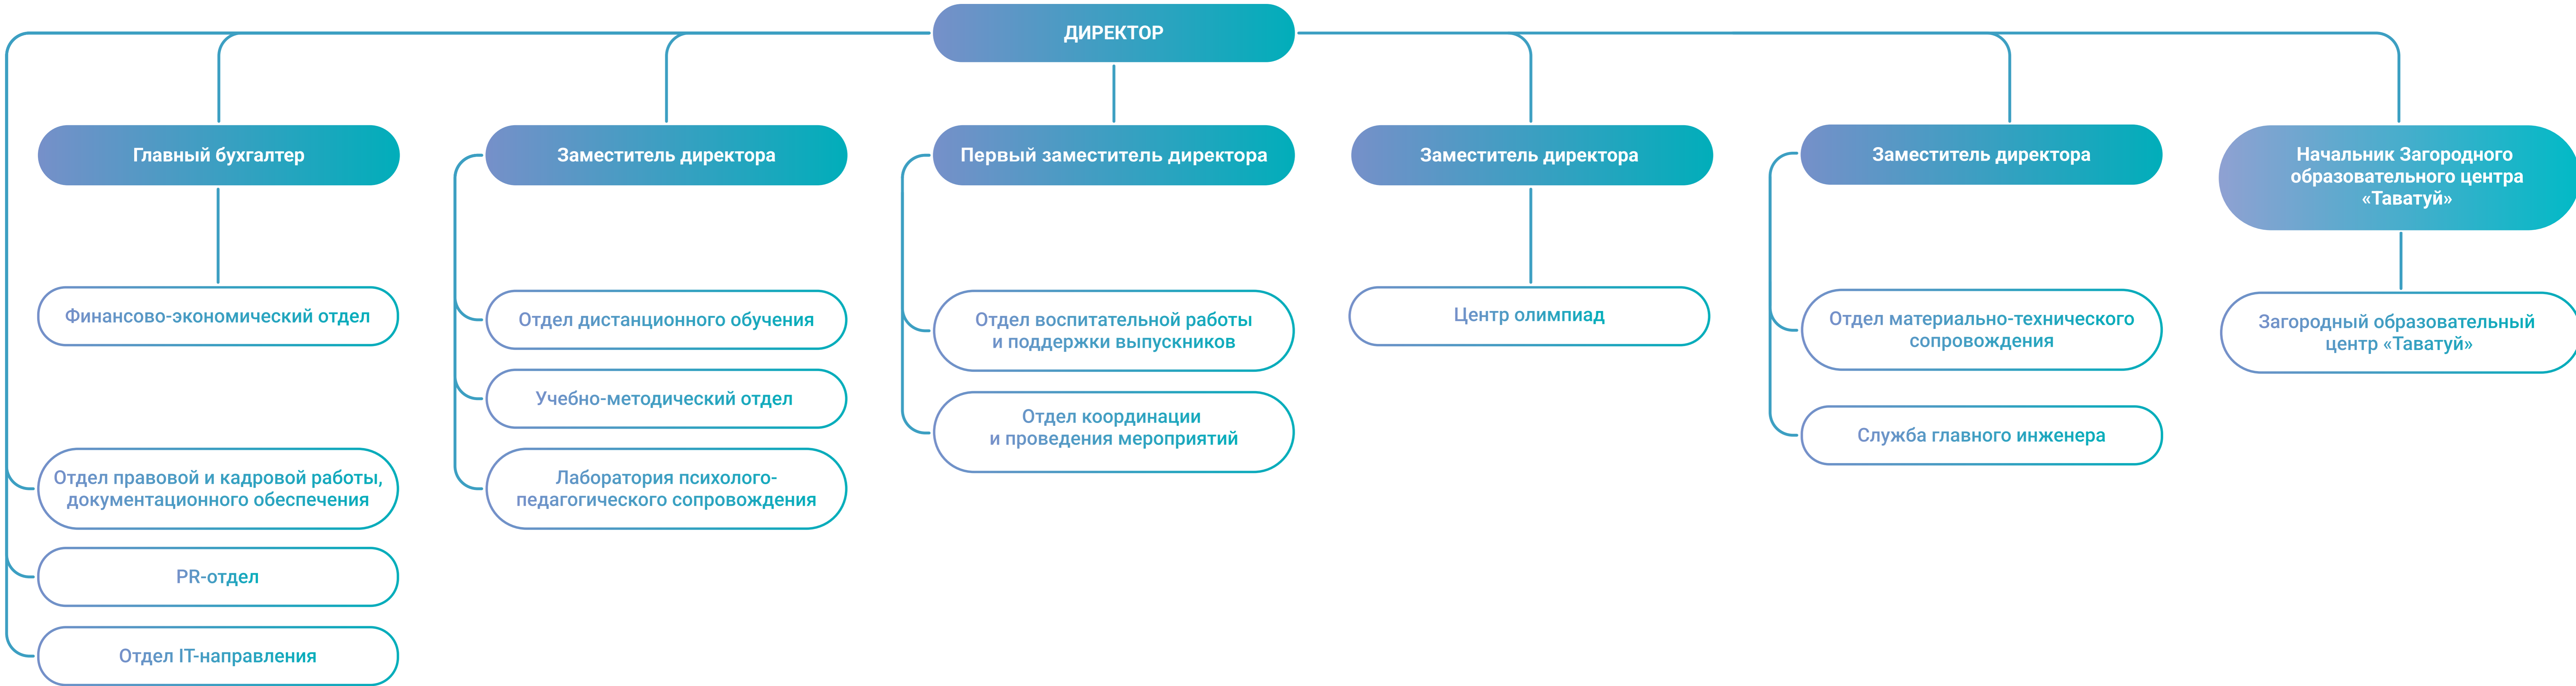 ДИРЕКТОР
Главный бухгалтер
Заместитель директора
Первый заместитель директора
Заместитель директора
Заместитель директора
Начальник Загородного
образовательного центра
«Таватуй»
Финансово-экономический отдел
Отдел правовой и кадровой работы,
документационного обеспечения
PR-отдел
Отдел IT-направления
Отдел дистанционного обучения
Учебно-методический отдел
Лаборатория психолого-
педагогического сопровождения
Отдел воспитательной работы
и поддержки выпускников
Отдел координации
и проведения мероприятий
Центр олимпиад
Отдел материально-технического
сопровождения
Служба главного инженера
Загородный образовательный
центр «Таватуй»